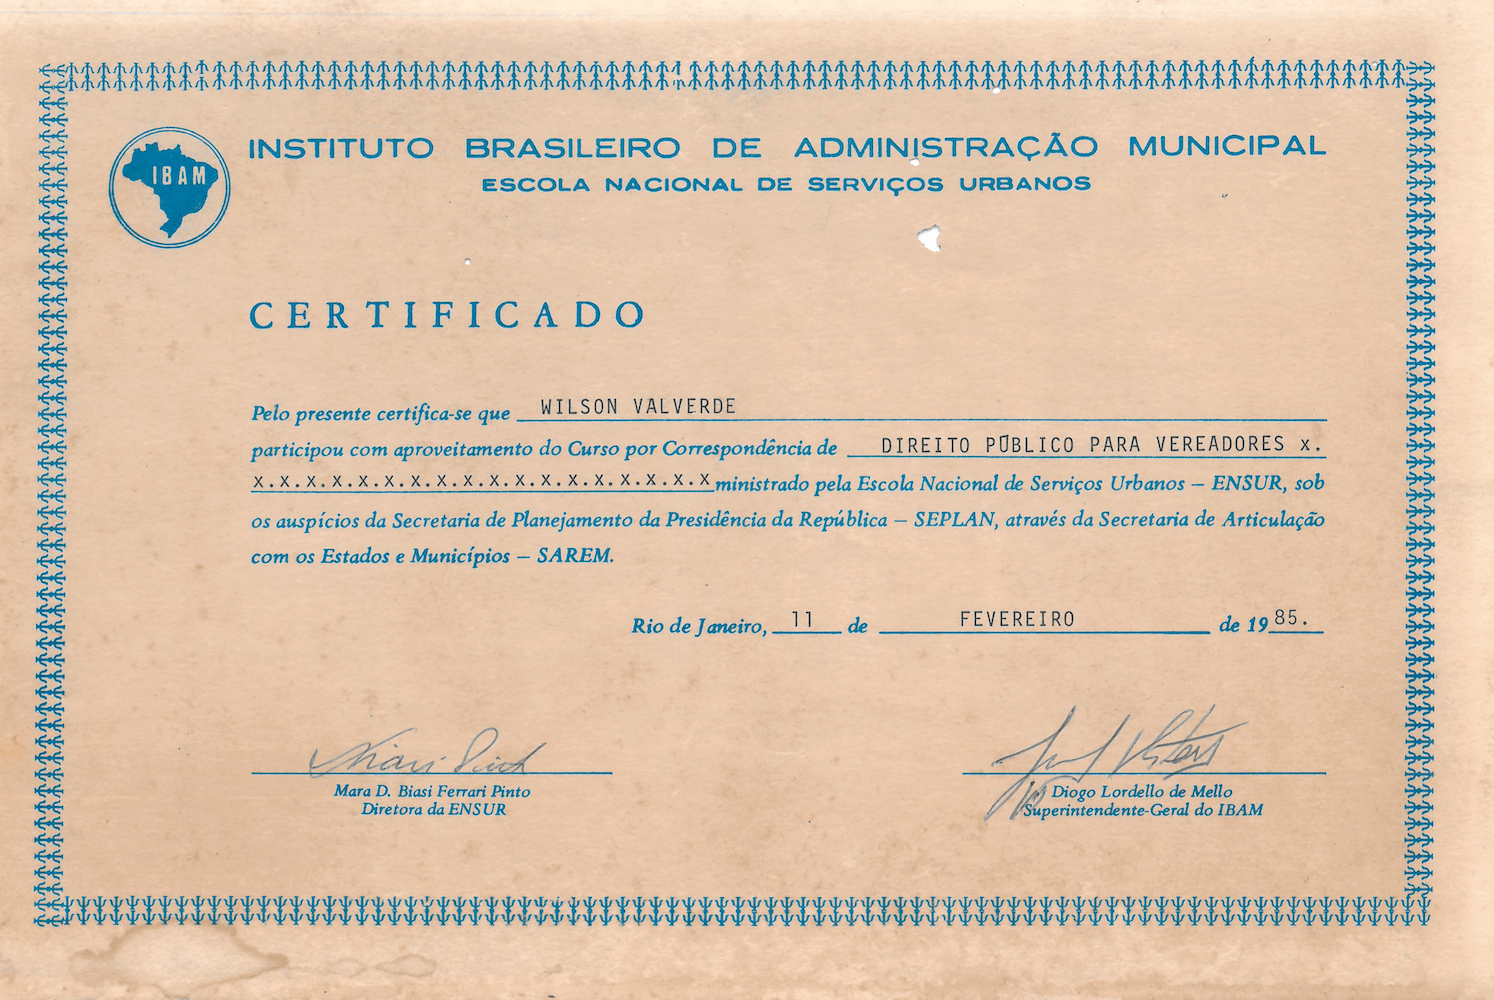 IBAM
INSTITUTO BRASILEIRO DE ADMINISTRAÇÃO MUNICIPAL
ESCOLA NACIONAL DE SERVIÇOS URBANOS
CERTIFICADO
Pelo presente certifica-se que WILSON VALVERDE
participou com aproveitamento do Curso por Correspondência de DIREITO PÚBLICO PARA VEREADORES x.
x.x.x.x.x.x.x.x.x.x.x.x.x.x.x.x.x.x ministrado pela Escola Nacional de Serviços Urbanos – ENSUR, sob
os auspícios da Secretaria de Planejamento da Presidência da República – SEPLAN, através da Secretaria de Articulação
com os Estados e Municípios – SAREM.
Rio de Janeiro, 11 de FEVEREIRO de 1985.
Mara D. Biasi Ferrari Pinto
Diretora da ENSUR
Diogo Lordello de Mello
Superintendente-Geral do IBAM